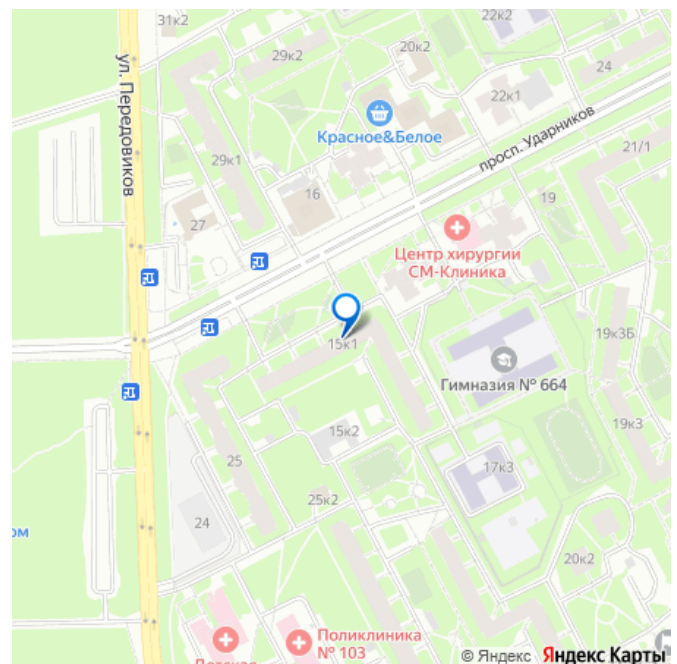 31к2
22к2
20к2
29к2
24
22к1
Красное&Белое
просп. Ударников
ул. Передовиков
21/1
29к1
16
19
27
Центр хирургии
СМ-Клиника
15к1
19к3Б
Гимназия № 664
19к3
15к2
25
17к3
25к2
24
ом
20к2
Поликлиника
№ 103
Детская
© Яндекс Яндекс Карты